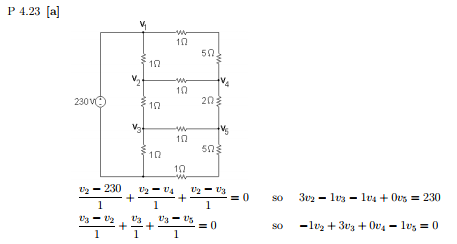 P 4.23 [a]
V1
1Ω
5Ω
1Ω
V2
V4
1Ω
230 V
1Ω
2Ω
V3
V5
1Ω
1Ω
5Ω
1Ω
(v2 − 230)/1 + (v2 − v4)/1 + (v2 − v3)/1 = 0 so 3v2 − 1v3 − 1v4 + 0v5 = 230
(v3 − v2)/1 + v3/1 + (v3 − v5)/1 = 0 so −1v2 + 3v3 + 0v4 − 1v5 = 0